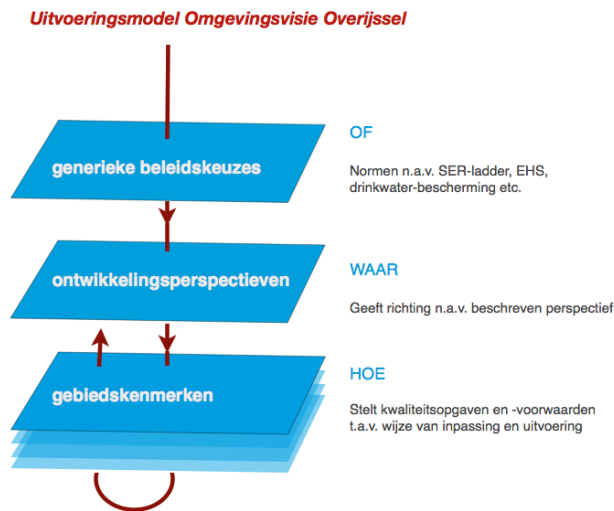 Uitvoeringsmodel Omgevingsvisie Overijssel
generieke beleidskeuzes
OF
Normen n.a.v. SER-ladder, EHS,
drinkwater-bescherming etc.
ontwikkelingsperspectieven
WAAR
Geeft richting n.a.v. beschreven perspectief
gebiedskenmerken
HOE
Stelt kwaliteitsopgaven en -voorwaarden
t.a.v. wijze van inpassing en uitvoering